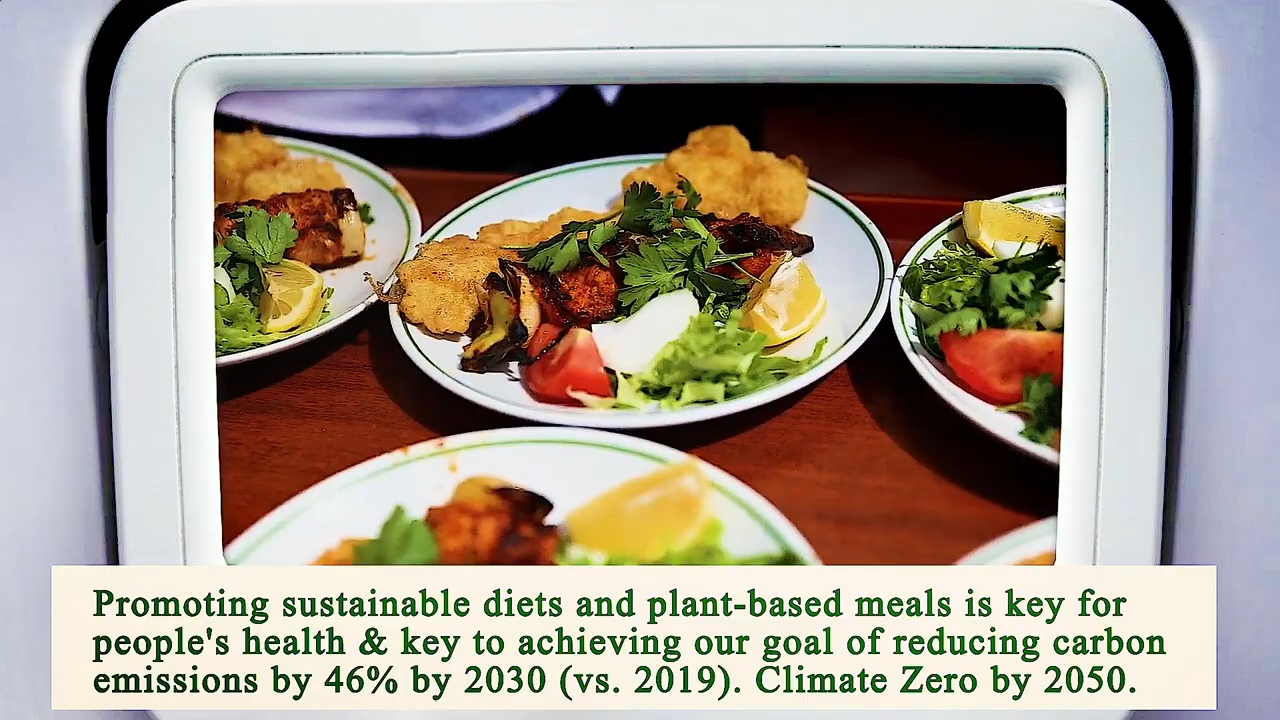 Promoting sustainable diets and plant-based meals is key for
people's health & key to achieving our goal of reducing carbon
emissions by 46% by 2030 (vs. 2019). Climate Zero by 2050.